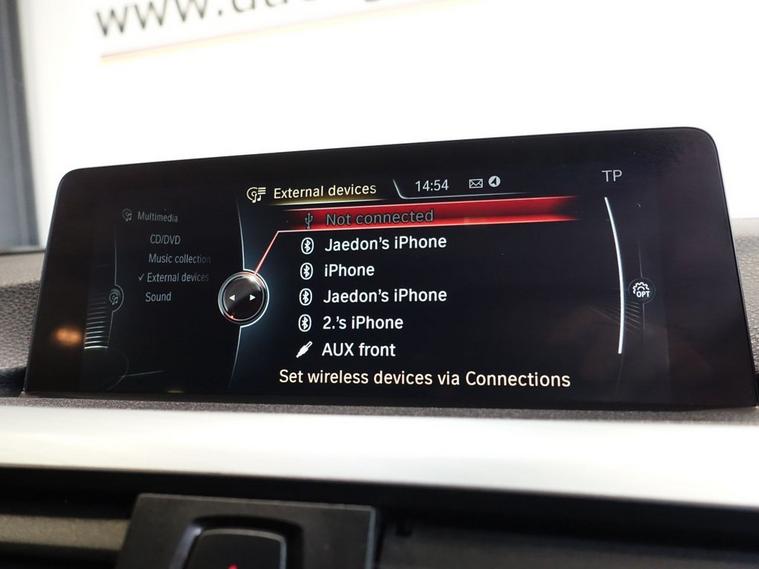 www.
External devices
14:54
TP
Multimedia
CD/DVD
Music collection
✓ External devices
Sound
Not connected
Jaedon's iPhone
iPhone
Jaedon's iPhone
2.'s iPhone
AUX front
OPT
Set wireless devices via Connections